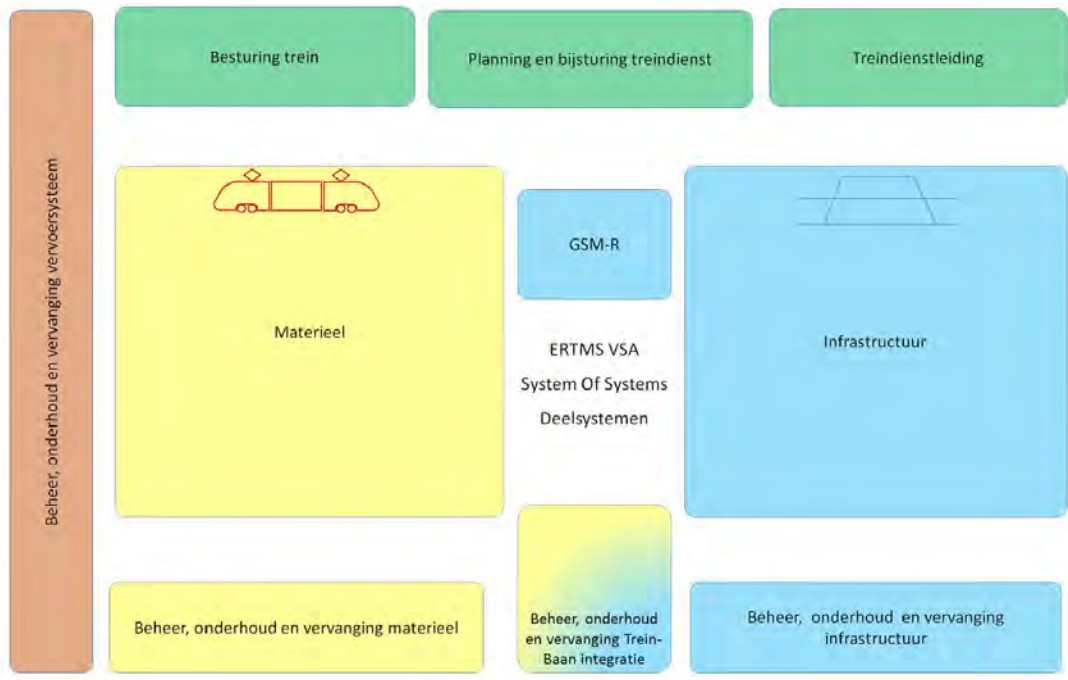 Beheer, onderhoud en vervanging vervoersysteem
Besturing trein
Planning en bijsturing treindienst
Treindienstleiding
Materieel
GSM-R
Infrastructuur
ERTMS VSA
System Of Systems
Deelsystemen
Beheer, onderhoud en vervanging materieel
Beheer, onderhoud
en vervanging Trein-
Baan integratie
Beheer, onderhoud en vervanging
infrastructuur